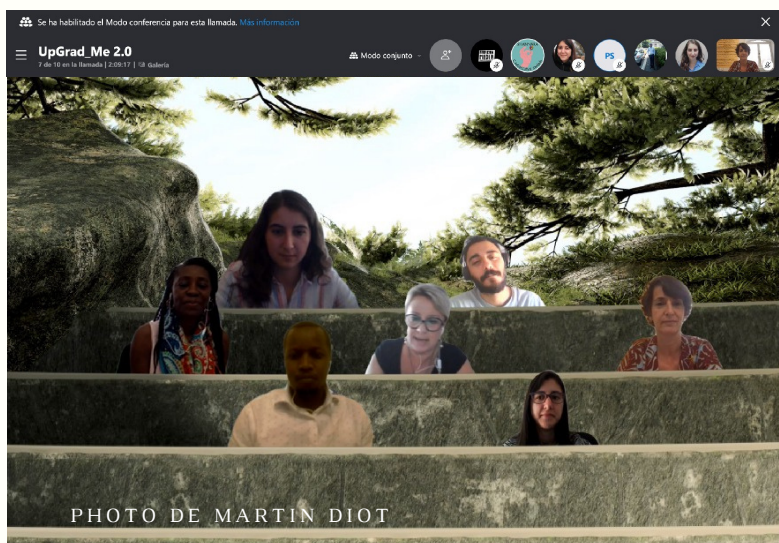 Se ha habilitado el Modo conferencia para esta llamada. Más información
UpGrad_Me 2.0
7 de 10 en la llamada | 2:09:17 | Galería
Modo conjunto
PS
PHOTO DE MARTIN DIOT